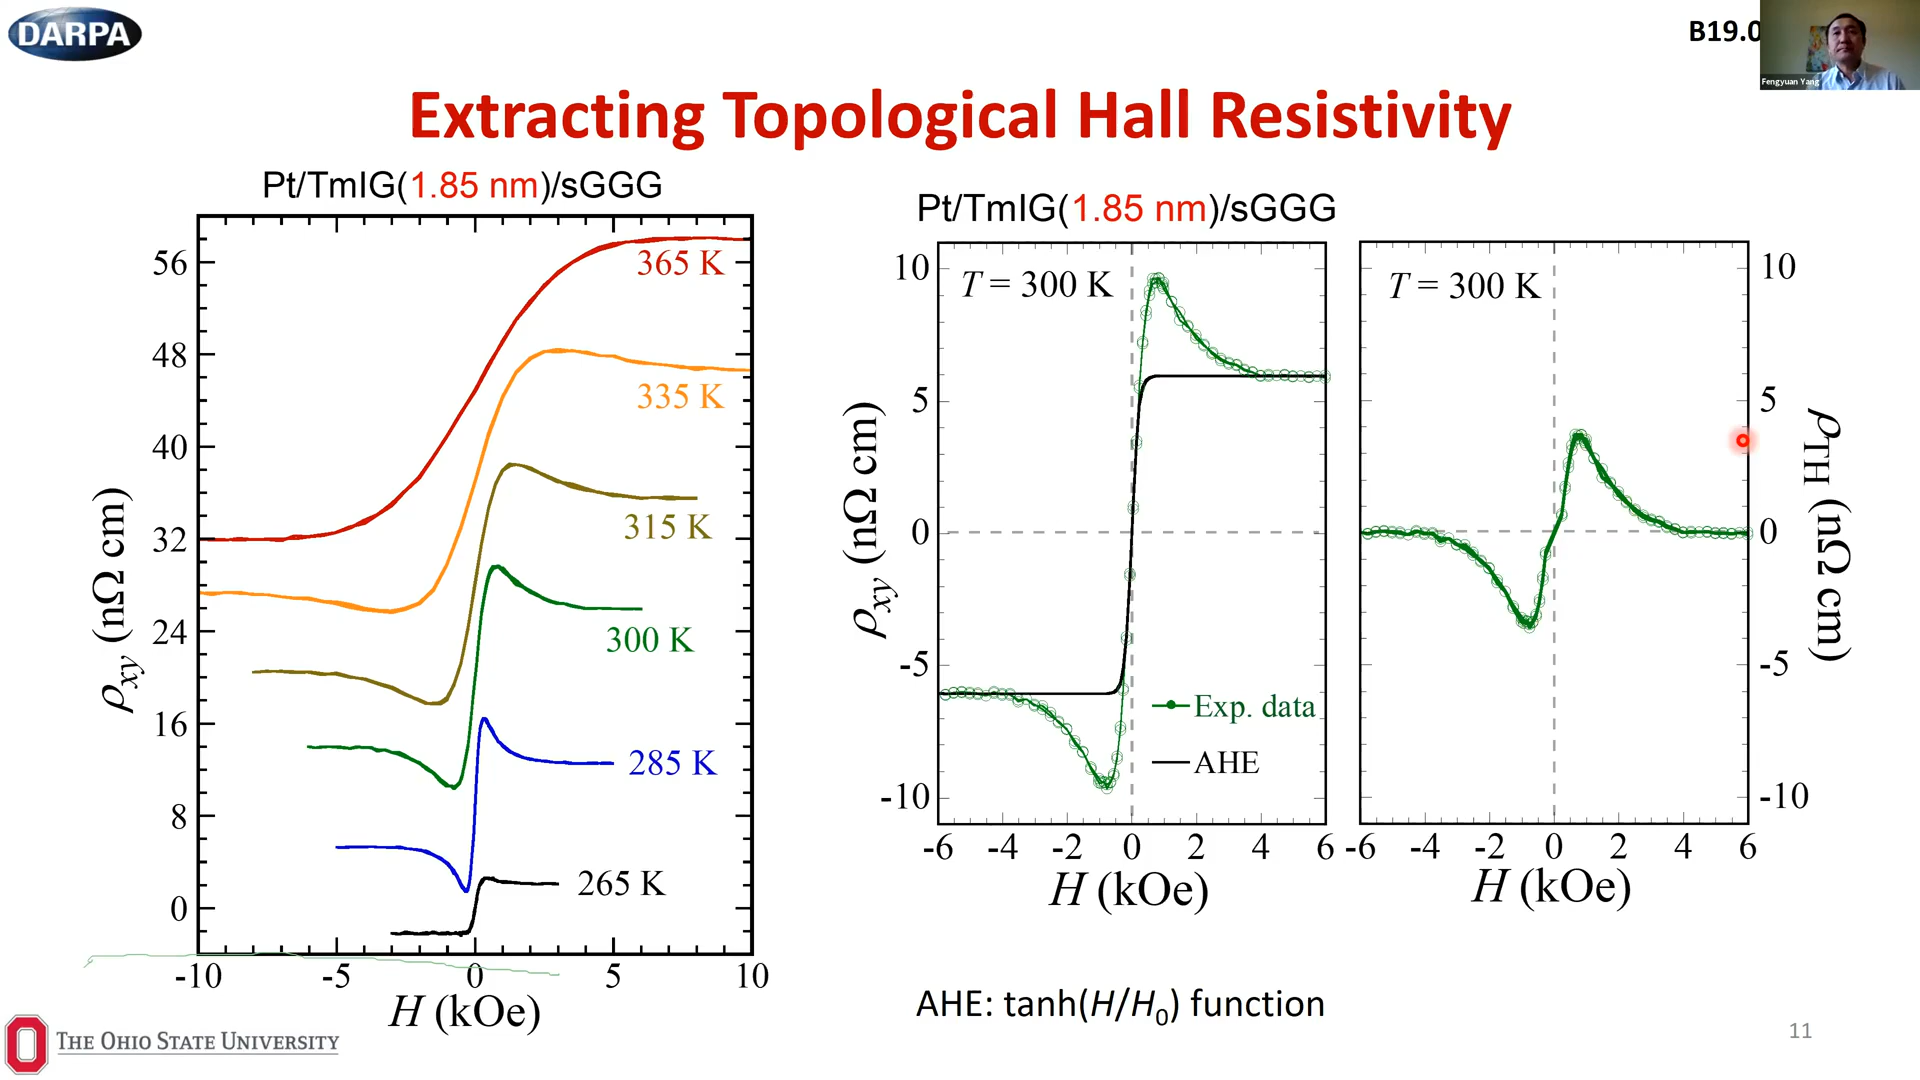 DARPA
B19.0
Fengyuan Yang
Extracting Topological Hall Resistivity
Pt/TmIG(1.85 nm)/sGGG
56
48
40
32
24
16
8
0
ρxy (nΩ cm)
365 K
335 K
315 K
300 K
285 K
265 K
-10 -5 0 5 10
H (kOe)
Pt/TmIG(1.85 nm)/sGGG
10
5
0
-5
-10
ρxy (nΩ cm)
T = 300 K
Exp. data
AHE
-6 -4 -2 0 2 4 6
H (kOe)
T = 300 K
10
5
0
-5
-10
ρTH (nΩ cm)
-6 -4 -2 0 2 4 6
H (kOe)
AHE: tanh(H/H0) function
THE OHIO STATE UNIVERSITY
11